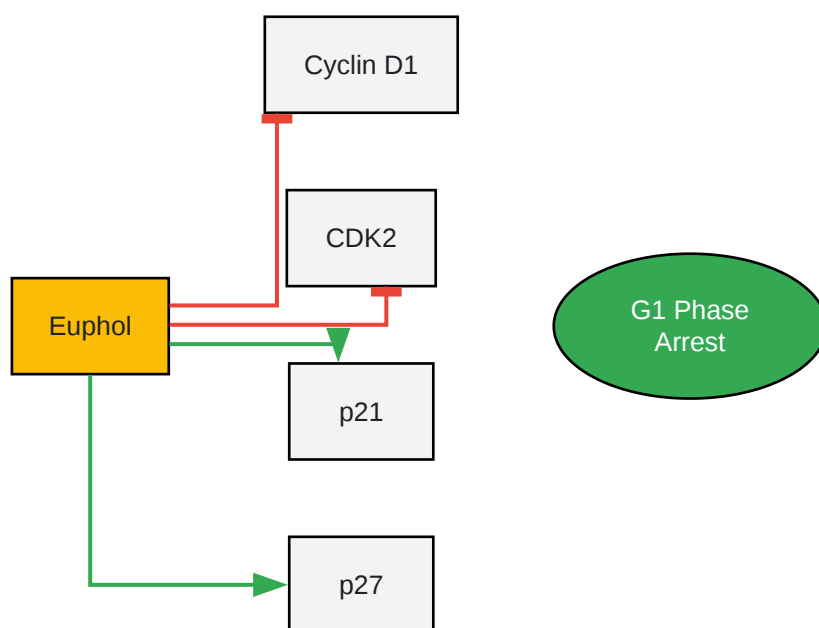 Cyclin D1
CDK2
Euphol
G1 Phase
Arrest
p21
p27